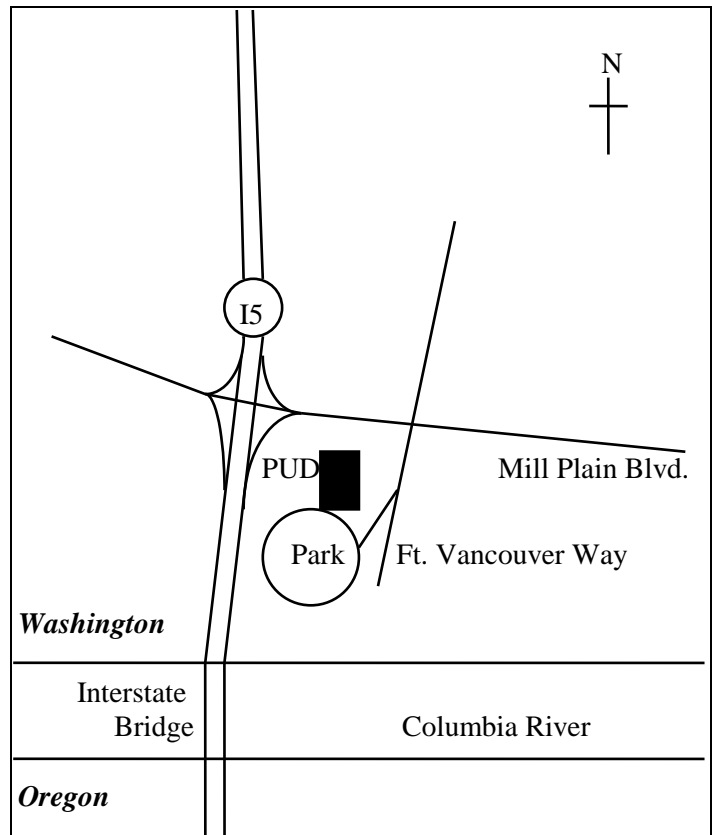 N
I5
PUD
Mill Plain Blvd.
Park
Ft. Vancouver Way
Washington
Interstate
Bridge
Columbia River
Oregon